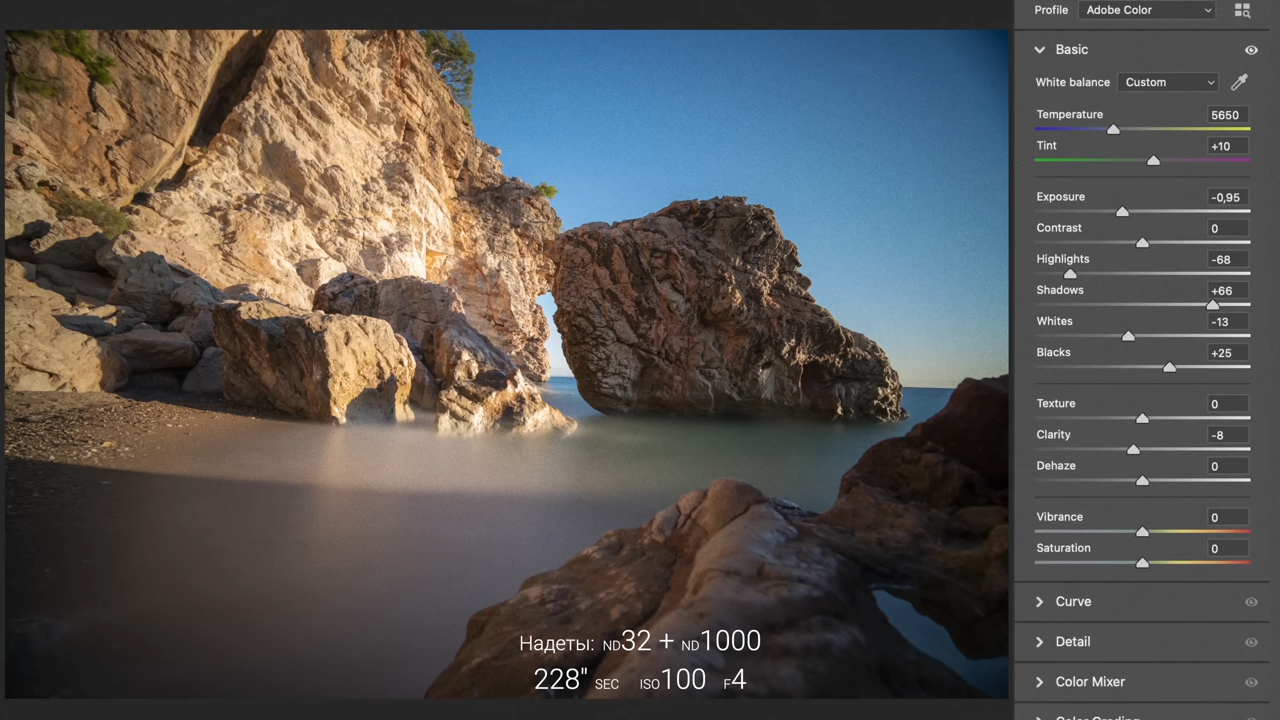 Profile Adobe Color
Basic
White balance Custom
Temperature 5650
Tint +10
Exposure -0,95
Contrast 0
Highlights -68
Shadows +66
Whites -13
Blacks +25
Texture 0
Clarity -8
Dehaze 0
Vibrance 0
Saturation 0
Curve
Detail
Color Mixer
Color Grading
Надеты: ND32 + ND1000
228" SEC ISO100 F4